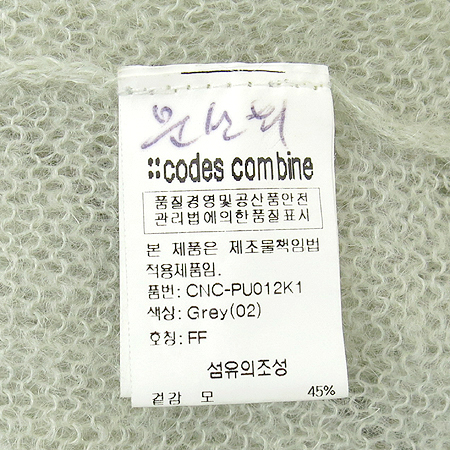 codes combine
품질경영및공산품안전
관리법에의한품질표시
본 제품은 제조물책임법
적용제품임.
품번: CNC-PU012K1
색상: Grey(02)
호칭: FF
섬유의조성
겉감 모 45%